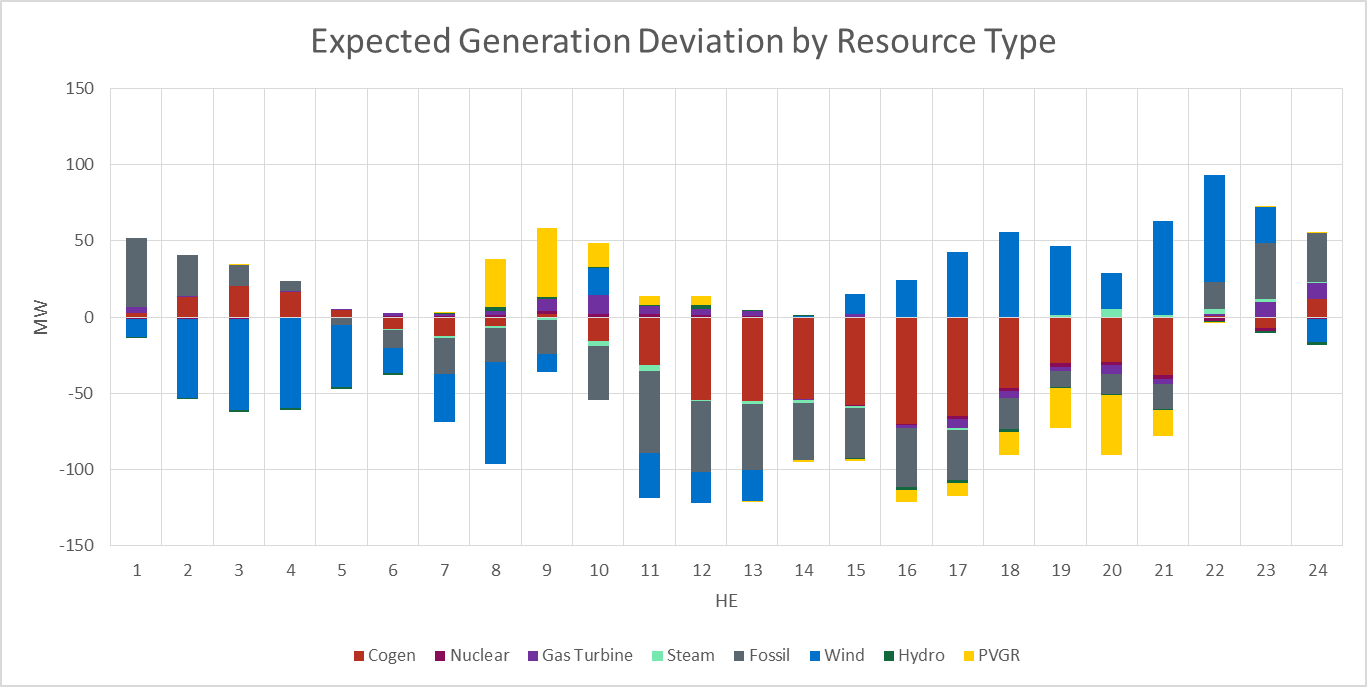 Expected Generation Deviation by Resource Type
150
100
50
0
-50
-100
-150
MW
1 2 3 4 5 6 7 8 9 10 11 12 13 14 15 16 17 18 19 20 21 22 23 24
HE
Cogen Nuclear Gas Turbine Steam Fossil Wind Hydro PVGR